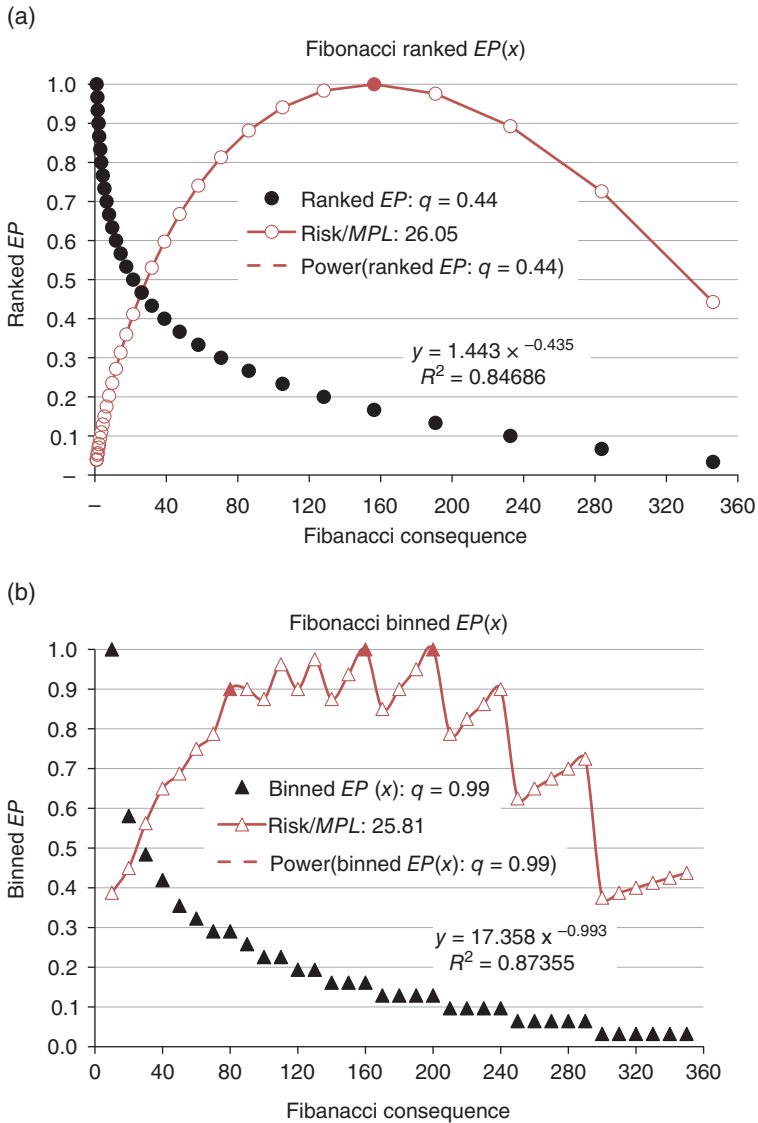 (a)
Fibonacci ranked EP(x)
1.0
0.9
0.8
0.7
0.6
0.5
0.4
0.3
0.2
0.1
–
Ranked EP
Ranked EP: q = 0.44
Risk/MPL: 26.05
Power(ranked EP: q = 0.44)
y = 1.443 × ^−0.435
R² = 0.84686
– 40 80 120 160 200 240 280 320 360
Fibanacci consequence
(b)
Fibonacci binned EP(x)
1.0
0.9
0.8
0.7
0.6
0.5
0.4
0.3
0.2
0.1
0.0
Binned EP
Binned EP (x): q = 0.99
Risk/MPL: 25.81
Power(binned EP(x): q = 0.99)
y = 17.358 x ^−0.993
R² = 0.87355
0 40 80 120 160 200 240 280 320 360
Fibanacci consequence